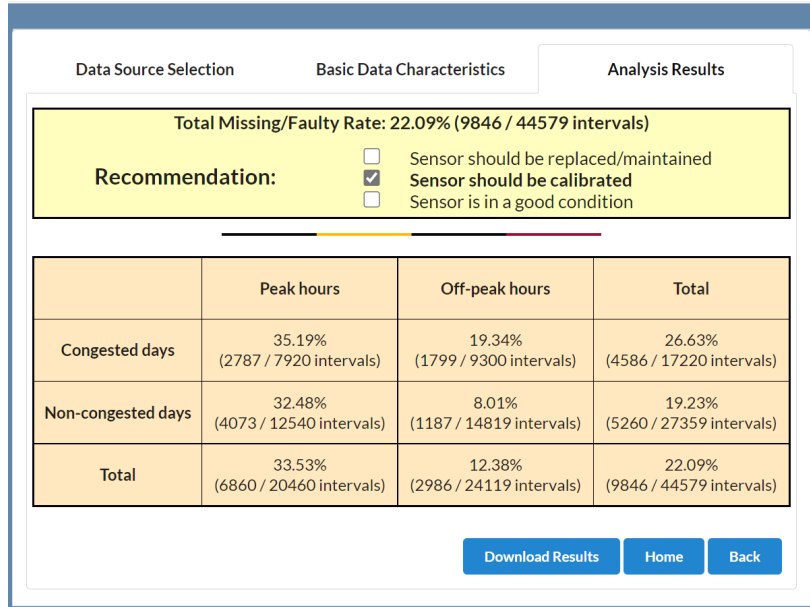 Data Source Selection
Basic Data Characteristics
Analysis Results
Total Missing/Faulty Rate: 22.09% (9846 / 44579 intervals)
Recommendation:
Sensor should be replaced/maintained
Sensor should be calibrated
Sensor is in a good condition
Peak hours
Off-peak hours
Total
Congested days
35.19%
(2787 / 7920 intervals)
19.34%
(1799 / 9300 intervals)
26.63%
(4586 / 17220 intervals)
Non-congested days
32.48%
(4073 / 12540 intervals)
8.01%
(1187 / 14819 intervals)
19.23%
(5260 / 27359 intervals)
Total
33.53%
(6860 / 20460 intervals)
12.38%
(2986 / 24119 intervals)
22.09%
(9846 / 44579 intervals)
Download Results
Home
Back